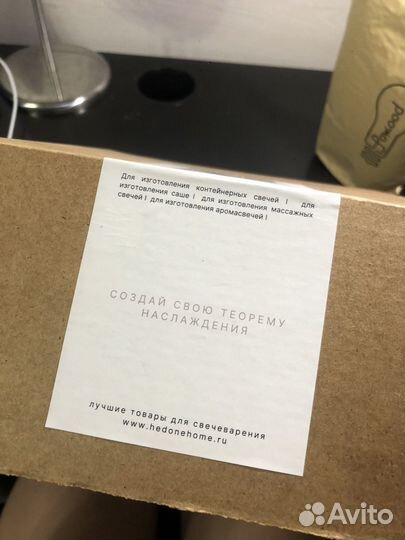 Для изготовления контейнерных свечей | для
изготовления саше | для изготовления массажных
свечей | для изготовления аромасвечей |
СОЗДАЙ СВОЮ ТЕОРЕМУ
НАСЛАЖДЕНИЯ
лучшие товары для свечеварения
www.hedonehome.ru
Avito